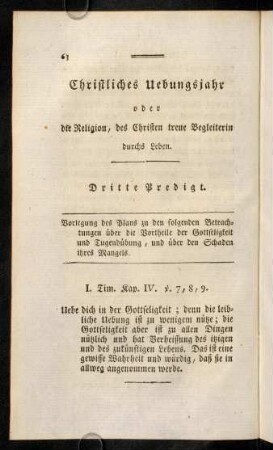 63
Christliches Uebungsjahr
oder
die Religion, des Christen treue Begleiterin
durchs Leben.
Dritte Predigt.
Vorlegung des Plans zu den folgenden Betrach-
tungen über die Vortheile der Gottseligkeit
und Tugendübung, und über den Schaden
ihres Mangels.
I. Tim. Kap. IV. v. 7, 8, 9.
Uebe dich in der Gottseligkeit; denn die leib-
liche Uebung ist zu wenigem nütze; die
Gottseligkeit aber ist zu allen Dingen
nützlich und hat Verheissung des itzigen
und des zukünftigen Lebens. Das ist eine
gewisse Wahrheit und würdig, daß sie in
allweg angenommen werde.